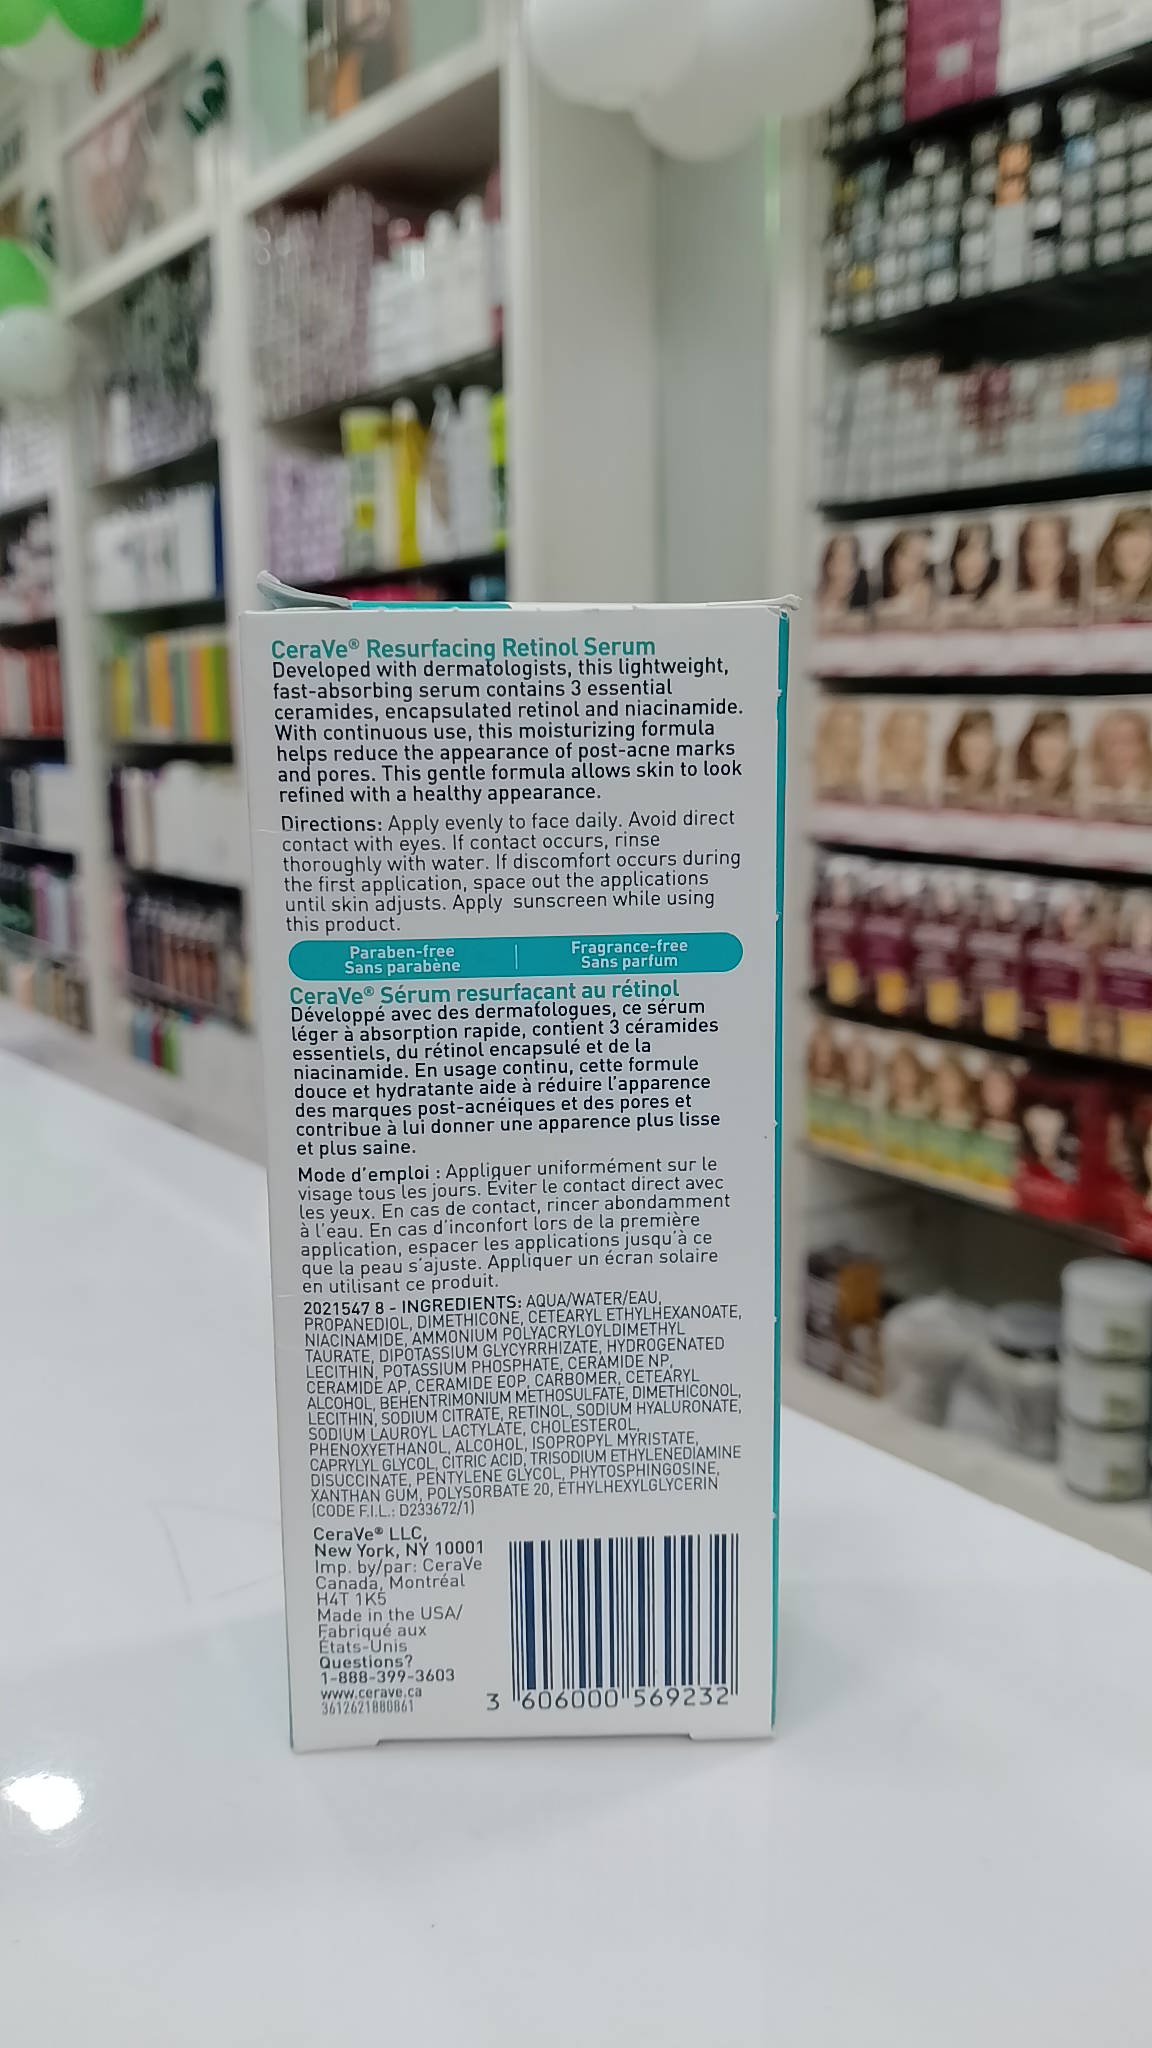 CeraVe® Resurfacing Retinol Serum
Developed with dermatologists, this lightweight,
fast-absorbing serum contains 3 essential
ceramides, encapsulated retinol and niacinamide.
With continuous use, this moisturizing formula
helps reduce the appearance of post-acne marks
and pores. This gentle formula allows skin to look
refined with a healthy appearance.
Directions: Apply evenly to face daily. Avoid direct
contact with eyes. If contact occurs, rinse
thoroughly with water. If discomfort occurs during
the first application, space out the applications
until skin adjusts. Apply sunscreen while using
this product.
Paraben-free | Fragrance-free
Sans parabène Sans parfum
CeraVe® Sérum resurfaçant au rétinol
Développé avec des dermatologues, ce sérum
léger à absorption rapide, contient 3 céramides
essentiels, du rétinol encapsulé et de la
niacinamide. En usage continu, cette formule
douce et hydratante aide à réduire l'apparence
des marques post-acnéiques et des pores et
contribue à lui donner une apparence plus lisse
et plus saine.
Mode d'emploi : Appliquer uniformément sur le
visage tous les jours. Éviter le contact direct avec
les yeux. En cas de contact, rincer abondamment
à l'eau. En cas d'inconfort lors de la première
application, espacer les applications jusqu'à ce
que la peau s'ajuste. Appliquer un écran solaire
en utilisant ce produit.
2021547 8 - INGREDIENTS: AQUA/WATER/EAU,
PROPANEDIOL, DIMETHICONE, CETEARYL ETHYLHEXANOATE,
NIACINAMIDE, AMMONIUM POLYACRYLOYLDIMETHYL
TAURATE, DIPOTASSIUM GLYCYRRHIZATE, HYDROGENATED
LECITHIN, POTASSIUM PHOSPHATE, CERAMIDE NP,
CERAMIDE AP, CERAMIDE EOP, CARBOMER, CETEARYL
ALCOHOL, BEHENTRIMONIUM METHOSULFATE, DIMETHICONOL,
LECITHIN, SODIUM CITRATE, RETINOL, SODIUM HYALURONATE,
SODIUM LAUROYL LACTYLATE, CHOLESTEROL,
PHENOXYETHANOL, ALCOHOL, ISOPROPYL MYRISTATE,
CAPRYLYL GLYCOL, CITRIC ACID, TRISODIUM ETHYLENEDIAMINE
DISUCCINATE, PENTYLENE GLYCOL, PHYTOSPHINGOSINE,
XANTHAN GUM, POLYSORBATE 20, ETHYLHEXYLGLYCERIN
(CODE F.I.L.: D233672/1)
CeraVe® LLC,
New York, NY 10001
Imp. by/par: CeraVe
Canada, Montréal
H4T 1K5
Made in the USA/
Fabriqué aux
États-Unis
Questions?
1-888-399-3603
www.cerave.ca
3612621880861
3 606000 569232